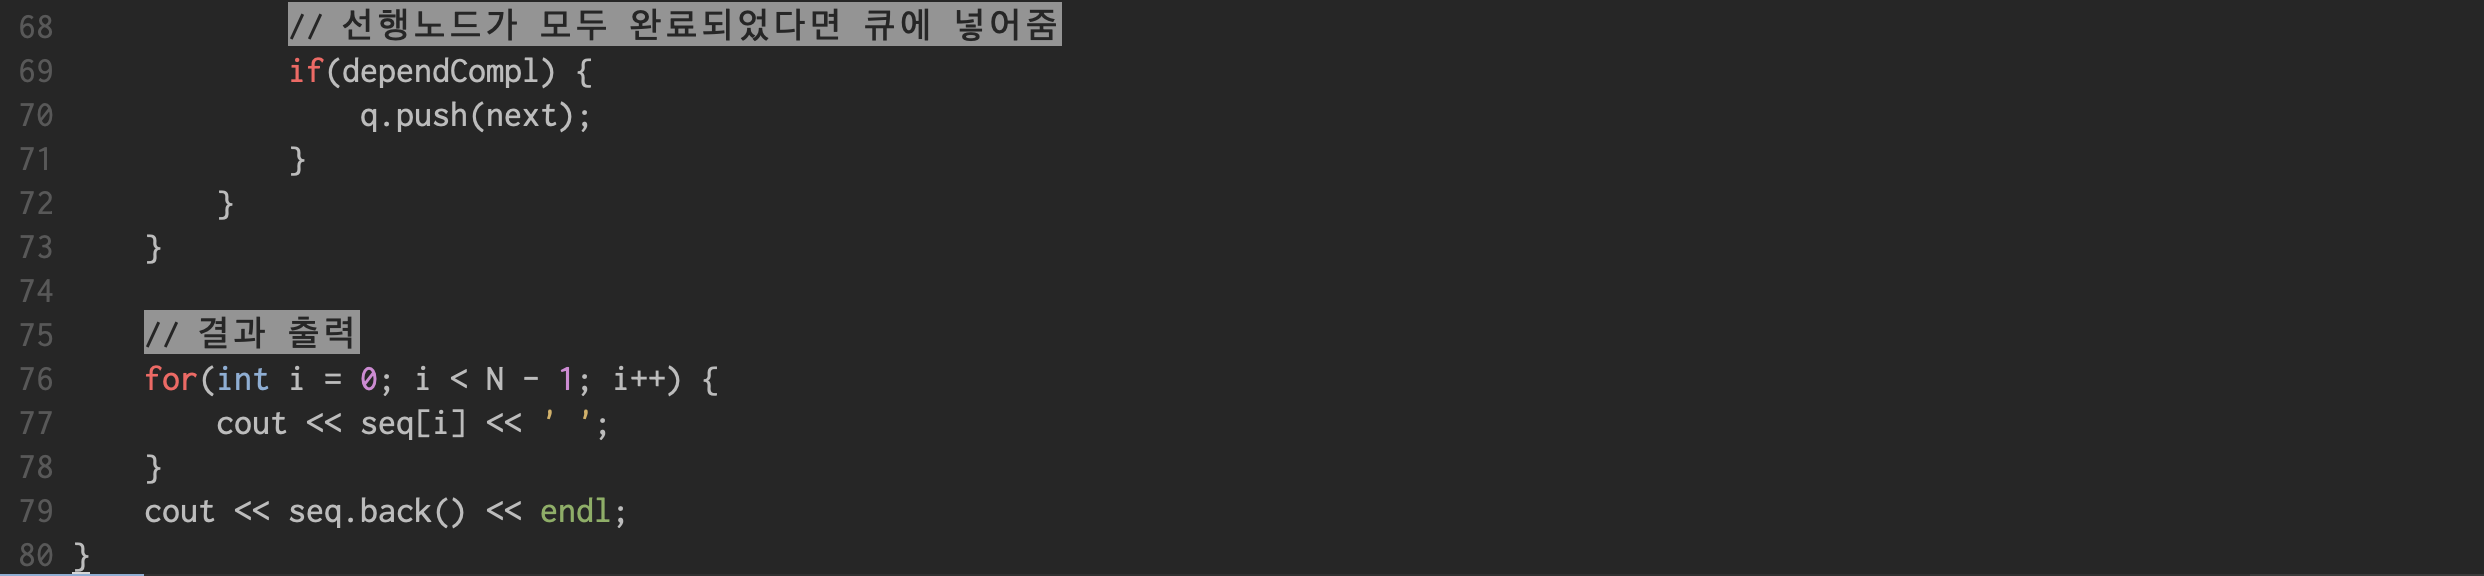 68             // 선행노드가 모두 완료되었다면 큐에 넣어줌
69             if(dependCompl) {
70                 q.push(next);
71             }
72         }
73     }
74
75     // 결과 출력
76     for(int i = 0; i < N - 1; i++) {
77         cout << seq[i] << ' ';
78     }
79     cout << seq.back() << endl;
80 }